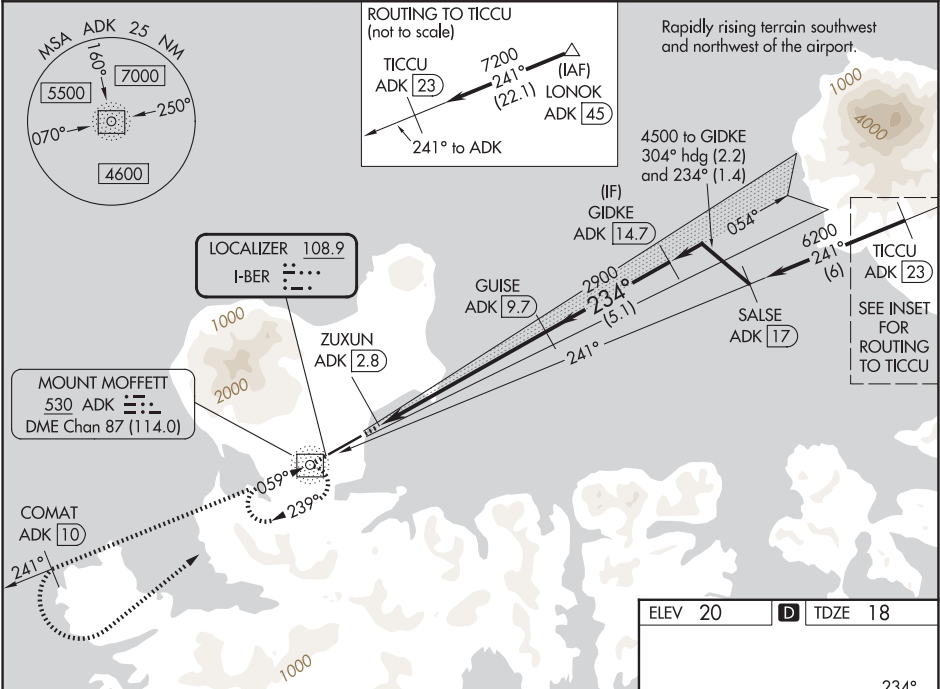 MSA ADK 25 NM
160°
7000
5500
250°
070°
4600
ROUTING TO TICCU
(not to scale)
7200
TICCU
ADK 23
241°
(22.1)
(IAF)
LONOK
ADK 45
241° to ADK
Rapidly rising terrain southwest
and northwest of the airport.
1000
4000
4500 to GIDKE
304° hdg (2.2)
and 234° (1.4)
(IF)
GIDKE
ADK 14.7
054°
6200
241°
(6)
TICCU
ADK 23
SEE INSET
FOR
ROUTING
TO TICCU
LOCALIZER 108.9
I-BER
GUISE
ADK 9.7
2900
234°
(5.1)
SALSE
ADK 17
241°
1000
2000
ZUXUN
ADK 2.8
MOUNT MOFFETT
530 ADK
DME Chan 87 (114.0)
059°
239°
COMAT
ADK 10
241°
1000
ELEV 20 D TDZE 18
234°